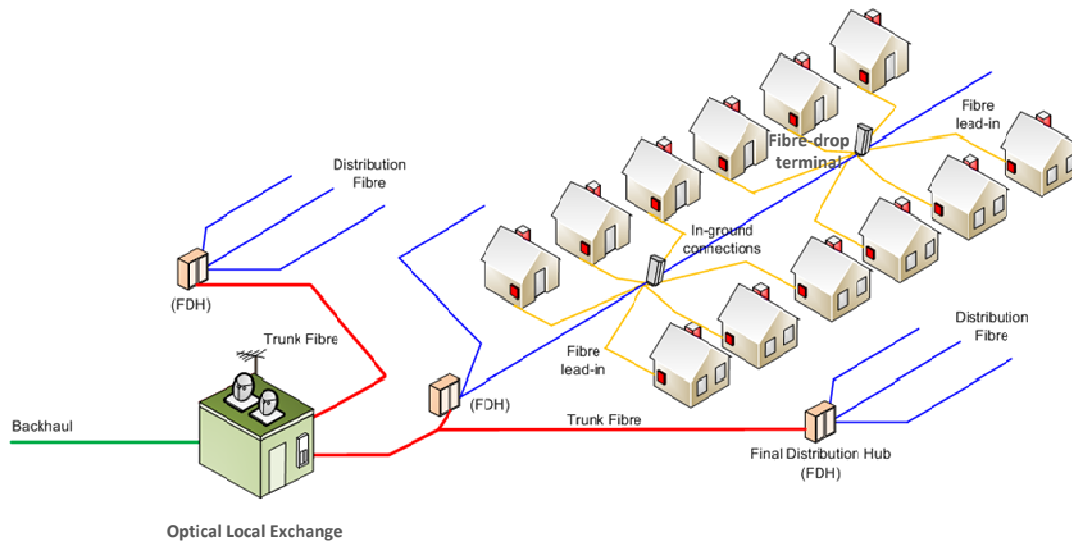 Fibre
lead-in
Fibre-drop
terminal
Distribution
Fibre
In-ground
connections
(FDH)
Trunk Fibre
Distribution
Fibre
Fibre
lead-in
(FDH)
Trunk Fibre
Backhaul
Final Distribution Hub
(FDH)
Optical Local Exchange